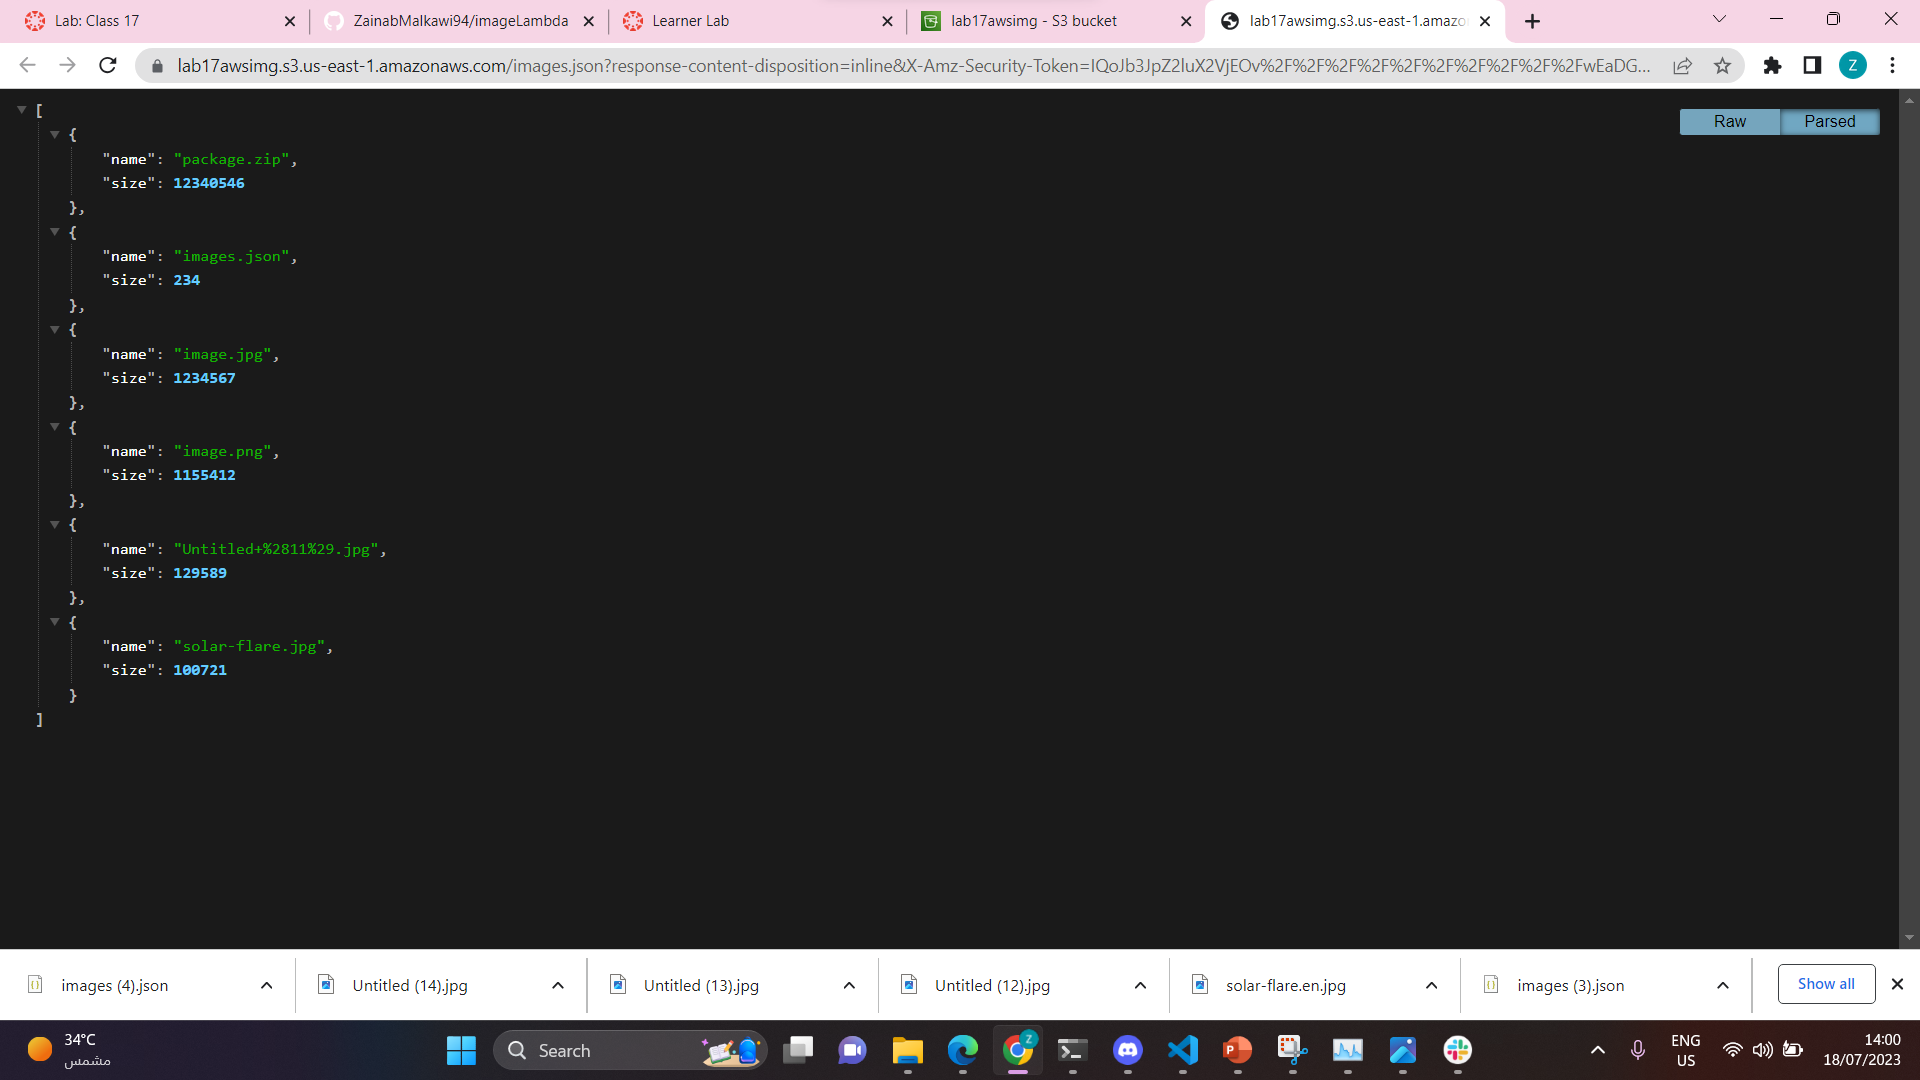 Lab: Class 17
ZainabMalkawi94/imageLambda
Learner Lab
lab17awsimg - S3 bucket
lab17awsimg.s3.us-east-1.amazo
lab17awsimg.s3.us-east-1.amazonaws.com/images.json?response-content-disposition=inline&X-Amz-Security-Token=IQoJb3JpZ2luX2VjEOv%2F%2F%2F%2F%2F%2F%2F%2F%2F%2FwEaDG...
Z
Raw
Parsed
[
{
"name": "package.zip",
"size": 12340546
},
{
"name": "images.json",
"size": 234
},
{
"name": "image.jpg",
"size": 1234567
},
{
"name": "image.png",
"size": 1155412
},
{
"name": "Untitled+%2811%29.jpg",
"size": 129589
},
{
"name": "solar-flare.jpg",
"size": 100721
}
]
images (4).json
Untitled (14).jpg
Untitled (13).jpg
Untitled (12).jpg
solar-flare.en.jpg
images (3).json
Show all
34°C
مشمس
Search
Z
ENG
US
14:00
18/07/2023